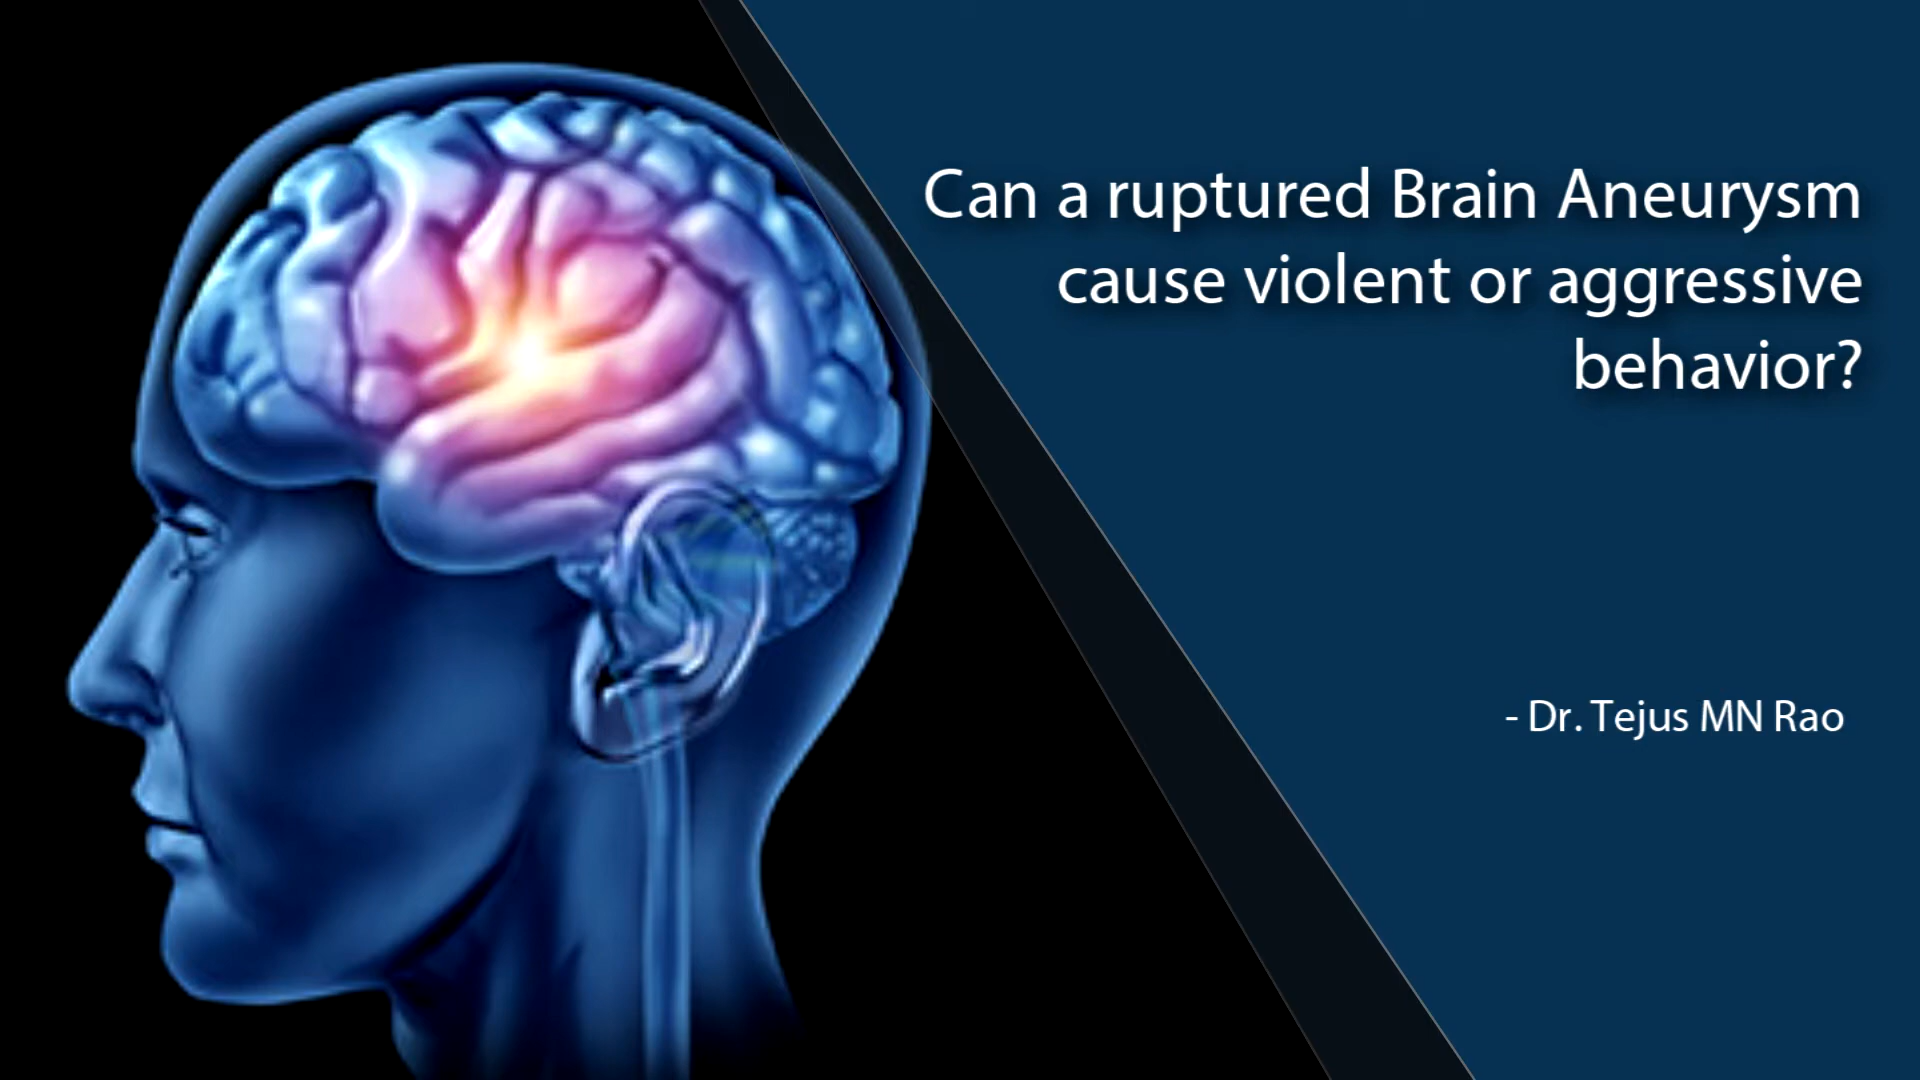 Can a ruptured Brain Aneurysm
cause violent or aggressive
behavior?
- Dr. Tejus MN Rao